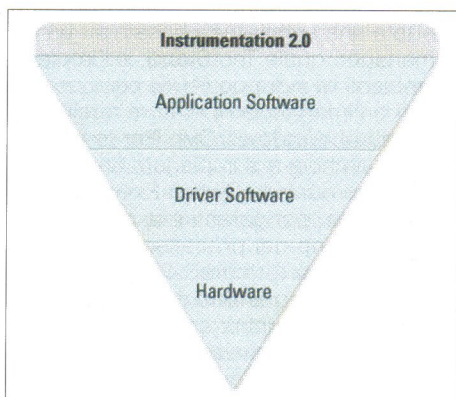 Instrumentation 2.0
Application Software
Driver Software
Hardware